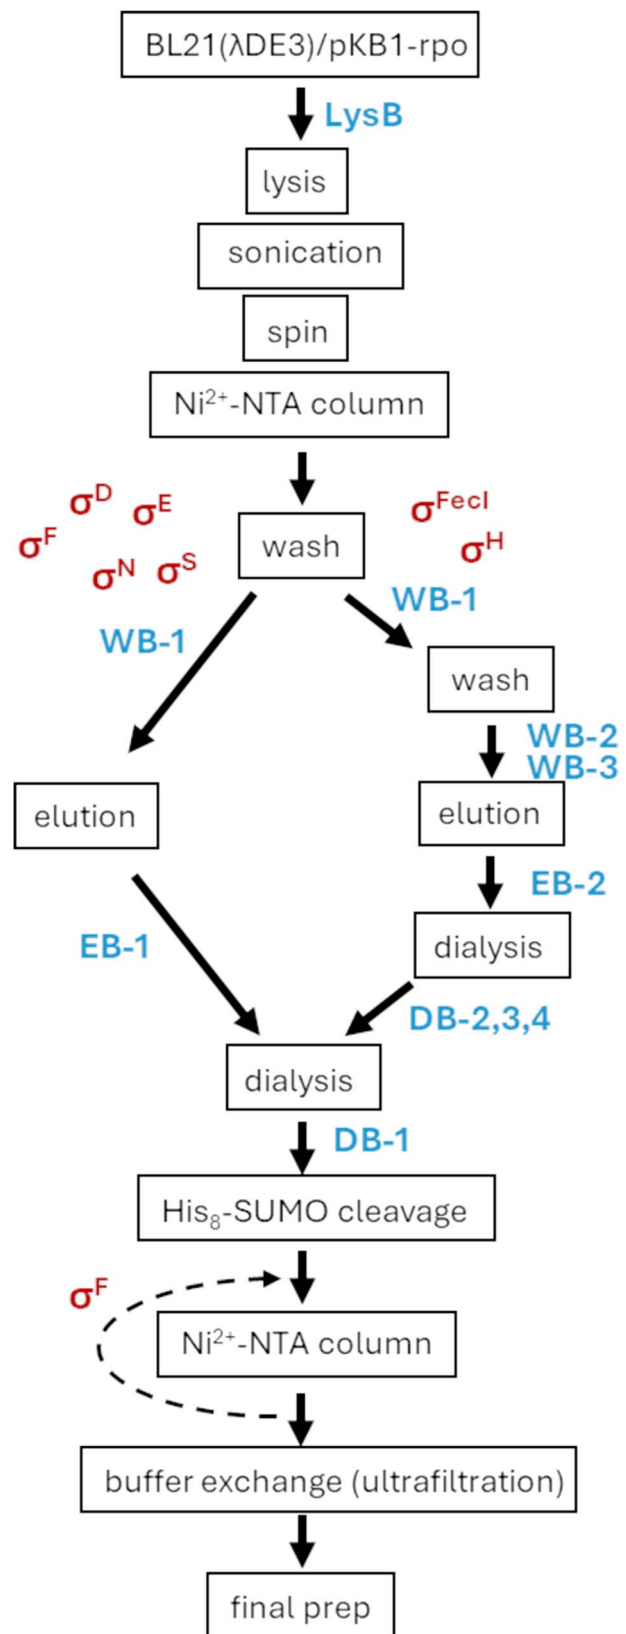 BL21(λDE3)/pKB1-rpo
LysB
lysis
sonication
spin
Ni²⁺-NTA column
σᴰ σᴱ
σF
σN σS
wash
σFecI
σH
WB-1
WB-1
wash
WB-2
WB-3
elution
elution
EB-1
EB-2
dialysis
DB-2,3,4
dialysis
DB-1
His₈-SUMO cleavage
σF
Ni²⁺-NTA column
buffer exchange (ultrafiltration)
final prep